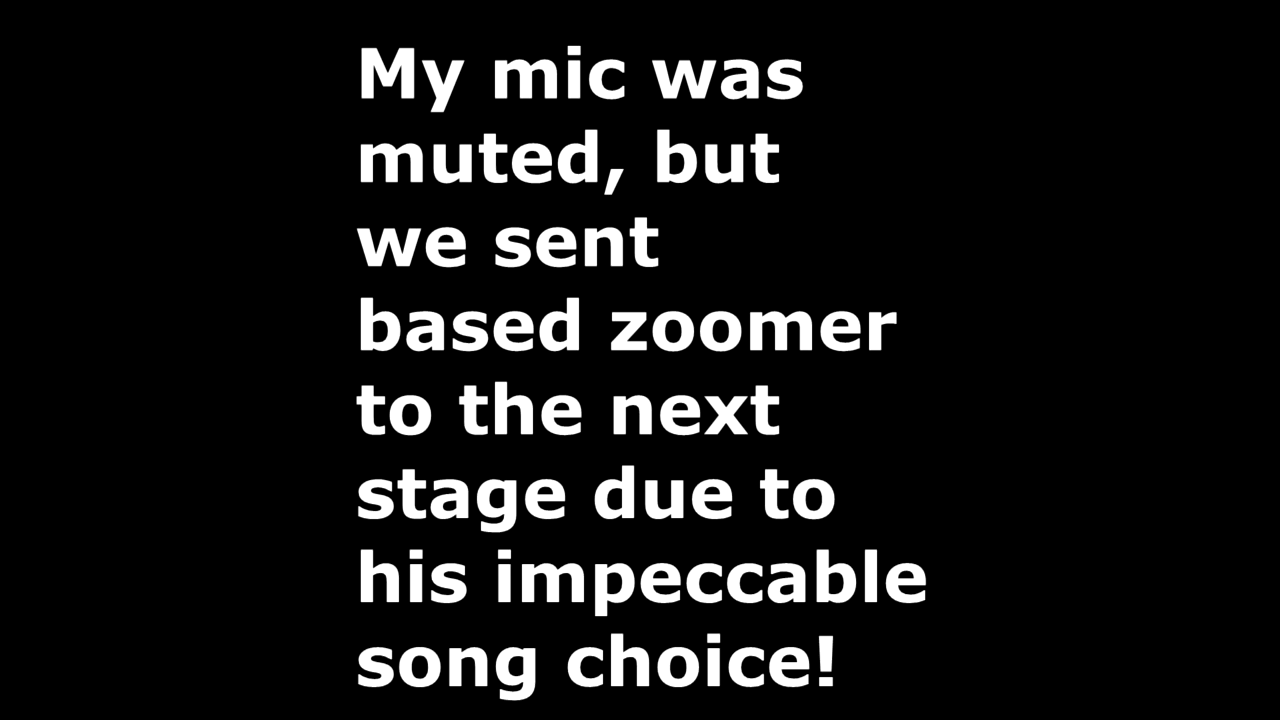 My mic was
muted, but
we sent
based zoomer
to the next
stage due to
his impeccable
song choice!